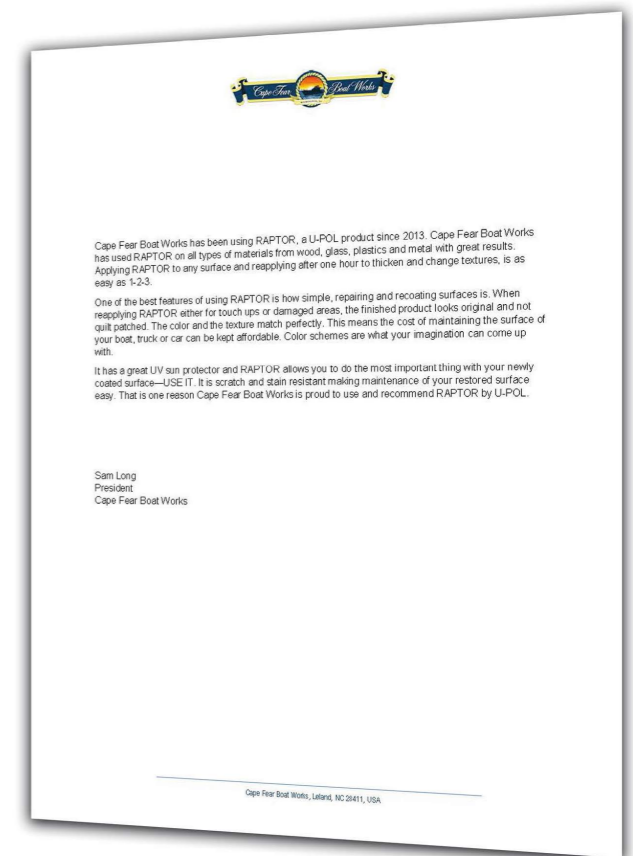 Cape Fear Boat Works
Cape Fear Boat Works has been using RAPTOR, a U-POL product since 2013. Cape Fear Boat Works
has used RAPTOR on all types of materials from wood, glass, plastics and metal with great results.
Applying RAPTOR to any surface and reapplying after one hour to thicken and change textures, is as
easy as 1-2-3.
One of the best features of using RAPTOR is how simple, repairing and recoating surfaces is. When
reapplying RAPTOR either for touch ups or damaged areas, the finished product looks original and not
quilt patched. The color and the texture match perfectly. This means the cost of maintaining the surface of
your boat, truck or car can be kept affordable. Color schemes are what your imagination can come up
with.
It has a great UV sun protector and RAPTOR allows you to do the most important thing with your newly
coated surface—USE IT. It is scratch and stain resistant making maintenance of your restored surface
easy. That is one reason Cape Fear Boat Works is proud to use and recommend RAPTOR by U-POL.
Sam Long
President
Cape Fear Boat Works
Cape Fear Boat Works, Leland, NC 28411, USA